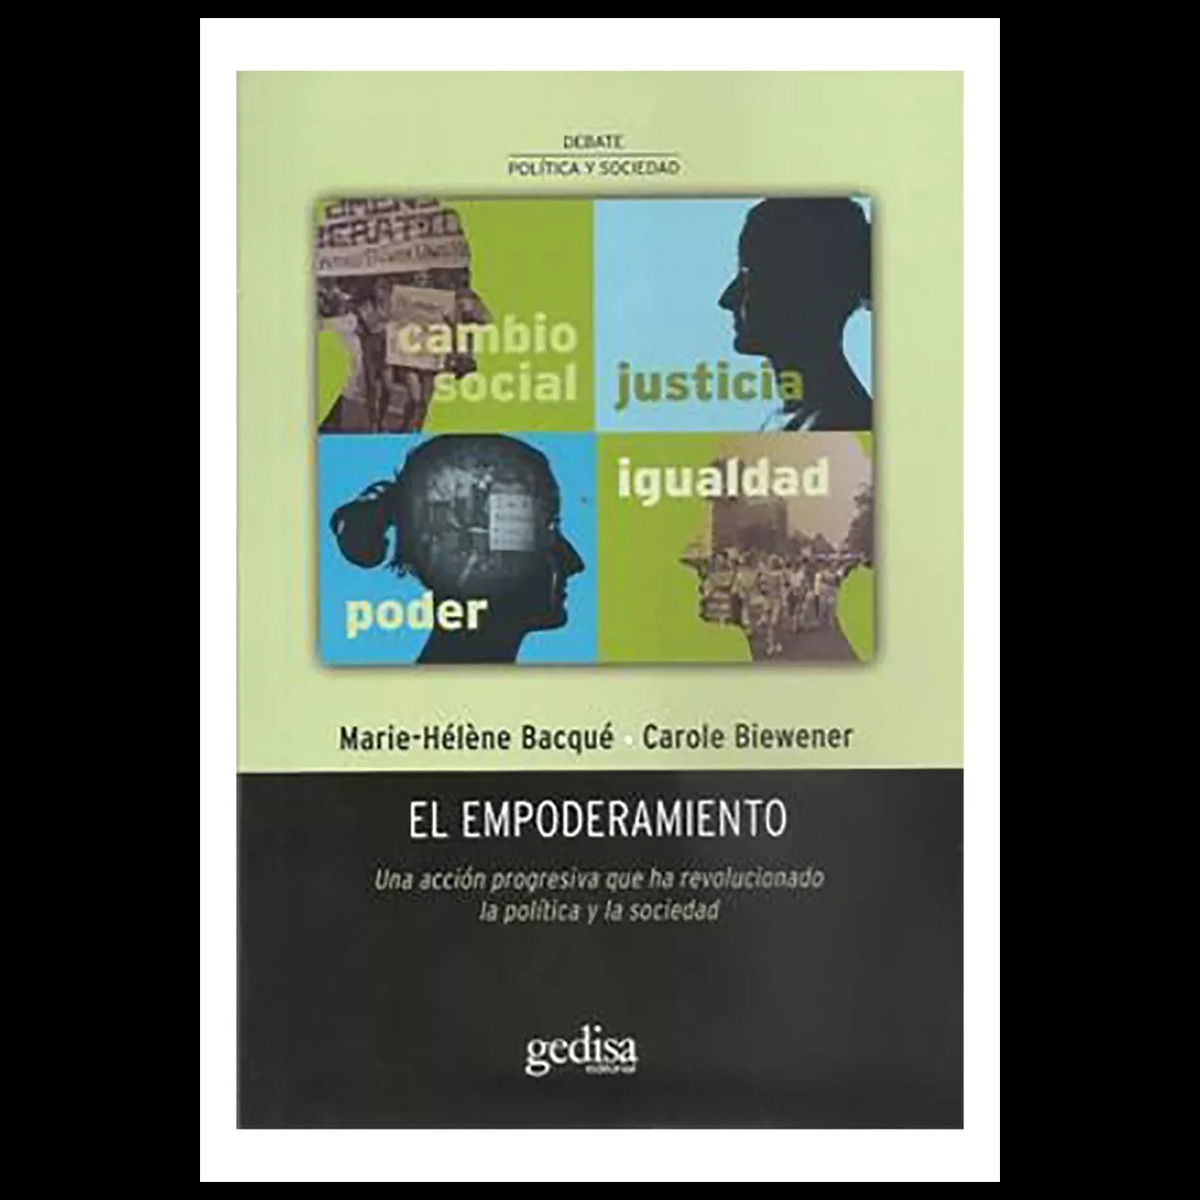 DEBATE
POLÍTICA Y SOCIEDAD
cambio
social
justicia
poder
igualdad
Marie-Hélène Bacqué · Carole Biewener
EL EMPODERAMIENTO
Una acción progresiva que ha revolucionado
la política y la sociedad
gedisa
editorial